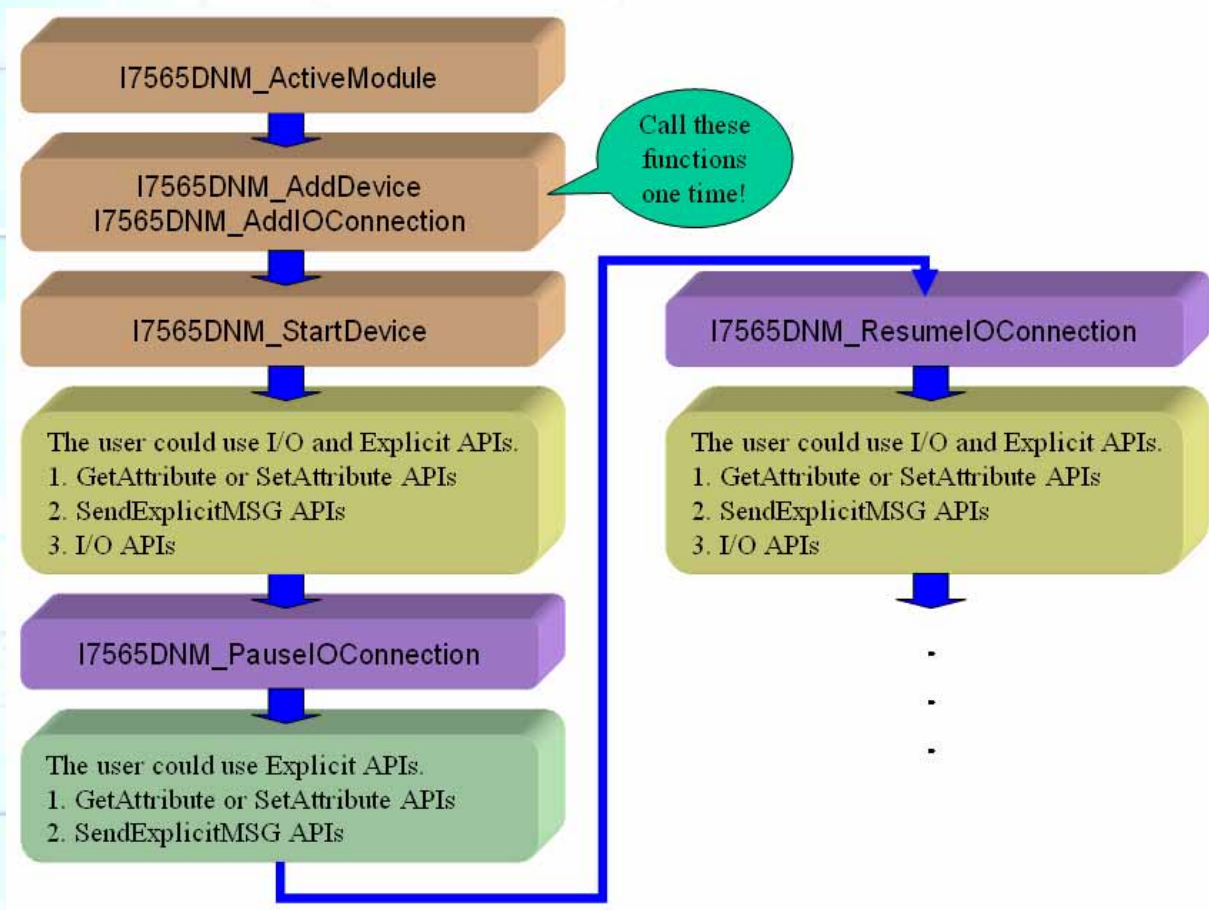 I7565DNM_ActiveModule
I7565DNM_AddDevice
I7565DNM_AddIOConnection
Call these
functions
one time!
I7565DNM_StartDevice
The user could use I/O and Explicit APIs.
1. GetAttribute or SetAttribute APIs
2. SendExplicitMSG APIs
3. I/O APIs
I7565DNM_PauseIOConnection
The user could use Explicit APIs.
1. GetAttribute or SetAttribute APIs
2. SendExplicitMSG APIs
I7565DNM_ResumeIOConnection
The user could use I/O and Explicit APIs.
1. GetAttribute or SetAttribute APIs
2. SendExplicitMSG APIs
3. I/O APIs